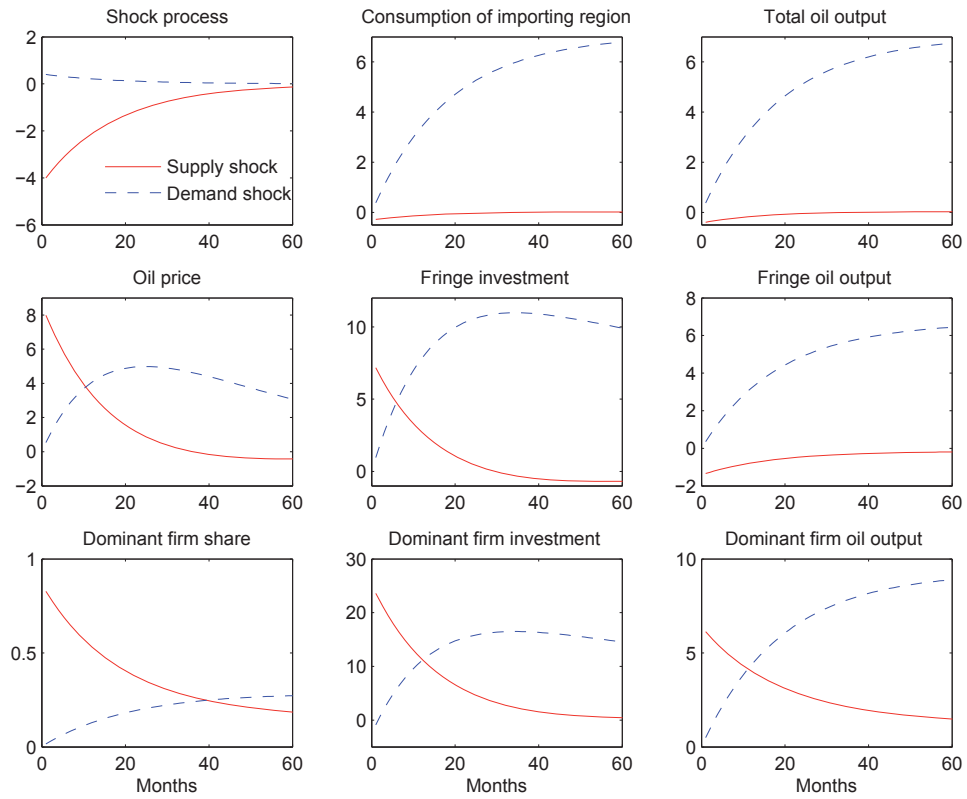 Shock process
Consumption of importing region
Total oil output
2
0
−2
−4
−6
0 20 40 60
Supply shock
Demand shock
6
4
2
0
0 20 40 60
6
4
2
0
0 20 40 60
Oil price
Fringe investment
Fringe oil output
8
6
4
2
0
−2
0 20 40 60
10
5
0
0 20 40 60
8
6
4
2
0
−2
0 20 40 60
Dominant firm share
Dominant firm investment
Dominant firm oil output
1
0.5
0
0 20 40 60
Months
30
20
10
0
0 20 40 60
Months
10
5
0
0 20 40 60
Months